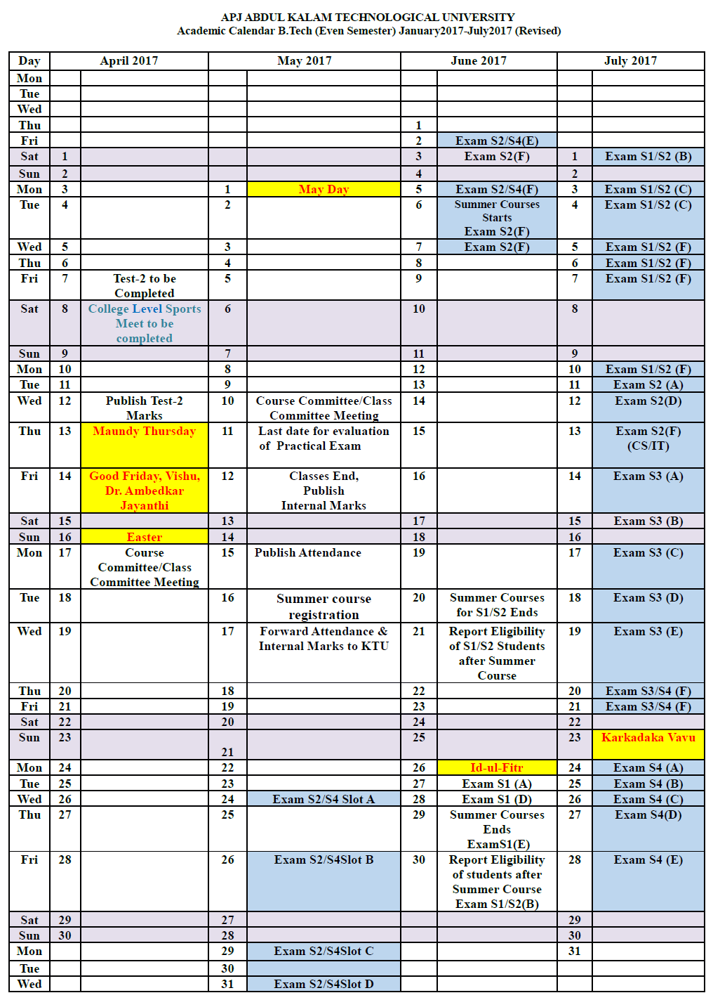 APJ ABDUL KALAM TECHNOLOGICAL UNIVERSITY
Academic Calendar B.Tech (Even Semester) January2017-July2017 (Revised)
Day April 2017 May 2017 June 2017 July 2017
Mon
Tue
Wed
Thu 1
Fri 2 Exam S2/S4(E)
Sat 1 3 Exam S2(F) 1 Exam S1/S2 (B)
Sun 2 4 2
Mon 3 1 May Day 5 Exam S2/S4(F) 3 Exam S1/S2 (C)
Tue 4 2 6 Summer Courses 4 Exam S1/S2 (C)
Starts
Exam S2(F)
Wed 5 3 7 Exam S2(F) 5 Exam S1/S2 (F)
Thu 6 4 8 6 Exam S1/S2 (F)
Fri 7 Test-2 to be 5 9 7 Exam S1/S2 (F)
Completed
Sat 8 College Level Sports 6 10 8
Meet to be
completed
Sun 9 7 11 9
Mon 10 8 12 10 Exam S1/S2 (F)
Tue 11 9 13 11 Exam S2 (A)
Wed 12 Publish Test-2 10 Course Committee/Class 14 12 Exam S2(D)
Marks Committee Meeting
Thu 13 Maundy Thursday 11 Last date for evaluation 15 13 Exam S2(F)
of Practical Exam (CS/IT)
Fri 14 Good Friday, Vishu, 12 Classes End, 16 14 Exam S3 (A)
Dr. Ambedkar Publish
Jayanthi Internal Marks
Sat 15 13 17 15 Exam S3 (B)
Sun 16 Easter 14 18 16
Mon 17 Course 15 Publish Attendance 19 17 Exam S3 (C)
Committee/Class
Committee Meeting
Tue 18 16 Summer course 20 Summer Courses 18 Exam S3 (D)
registration for S1/S2 Ends
Wed 19 17 Forward Attendance & 21 Report Eligibility 19 Exam S3 (E)
Internal Marks to KTU of S1/S2 Students
after Summer
Course
Thu 20 18 22 20 Exam S3/S4 (F)
Fri 21 19 23 21 Exam S3/S4 (F)
Sat 22 20 24 22
Sun 23 25 23 Karkadaka Vavu
21
Mon 24 22 26 Id-ul-Fitr 24 Exam S4 (A)
Tue 25 23 27 Exam S1 (A) 25 Exam S4 (B)
Wed 26 24 Exam S2/S4 Slot A 28 Exam S1 (D) 26 Exam S4 (C)
Thu 27 25 29 Summer Courses 27 Exam S4(D)
Ends
ExamS1(E)
Fri 28 26 Exam S2/S4Slot B 30 Report Eligibility 28 Exam S4 (E)
of students after
Summer Course
Exam S1/S2(B)
Sat 29 27 29
Sun 30 28 30
Mon 29 Exam S2/S4Slot C 31
Tue 30
Wed 31 Exam S2/S4Slot D